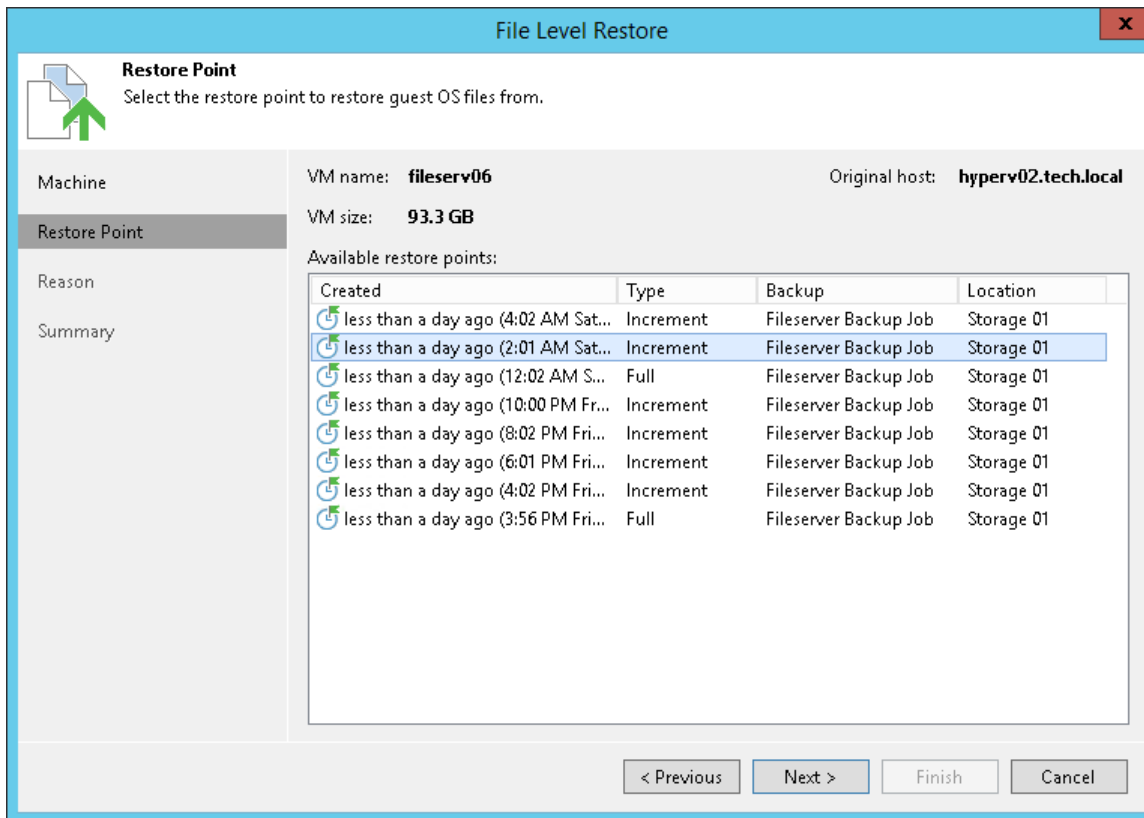 File Level Restore
x
Restore Point
Select the restore point to restore guest OS files from.
Machine
Restore Point
Reason
Summary
VM name: fileserv06 Original host: hyperv02.tech.local
VM size: 93.3 GB
Available restore points:
Created Type Backup Location
less than a day ago (4:02 AM Sat... Increment Fileserver Backup Job Storage 01
less than a day ago (2:01 AM Sat... Increment Fileserver Backup Job Storage 01
less than a day ago (12:02 AM S... Full Fileserver Backup Job Storage 01
less than a day ago (10:00 PM Fr... Increment Fileserver Backup Job Storage 01
less than a day ago (8:02 PM Fri... Increment Fileserver Backup Job Storage 01
less than a day ago (6:01 PM Fri... Increment Fileserver Backup Job Storage 01
less than a day ago (4:02 PM Fri... Increment Fileserver Backup Job Storage 01
less than a day ago (3:56 PM Fri... Full Fileserver Backup Job Storage 01
< Previous Next > Finish Cancel